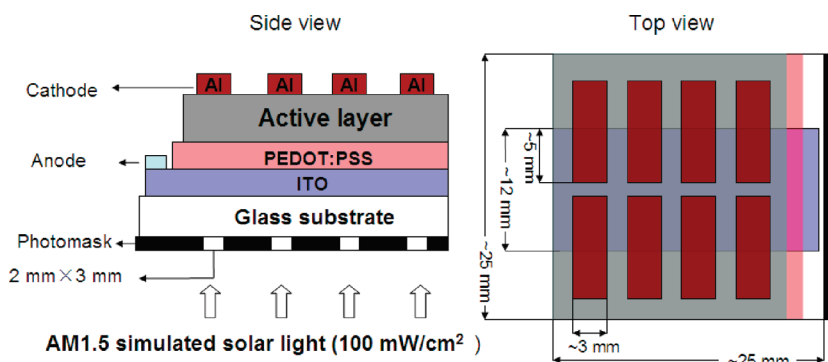 Side view
Top view
Cathode
Al Al Al Al
Active layer
Anode
PEDOT:PSS
ITO
Glass substrate
Photomask
2 mm×3 mm
AM1.5 simulated solar light (100 mW/cm² )
~5 mm
~12 mm
~25 mm
~3 mm
~25 mm